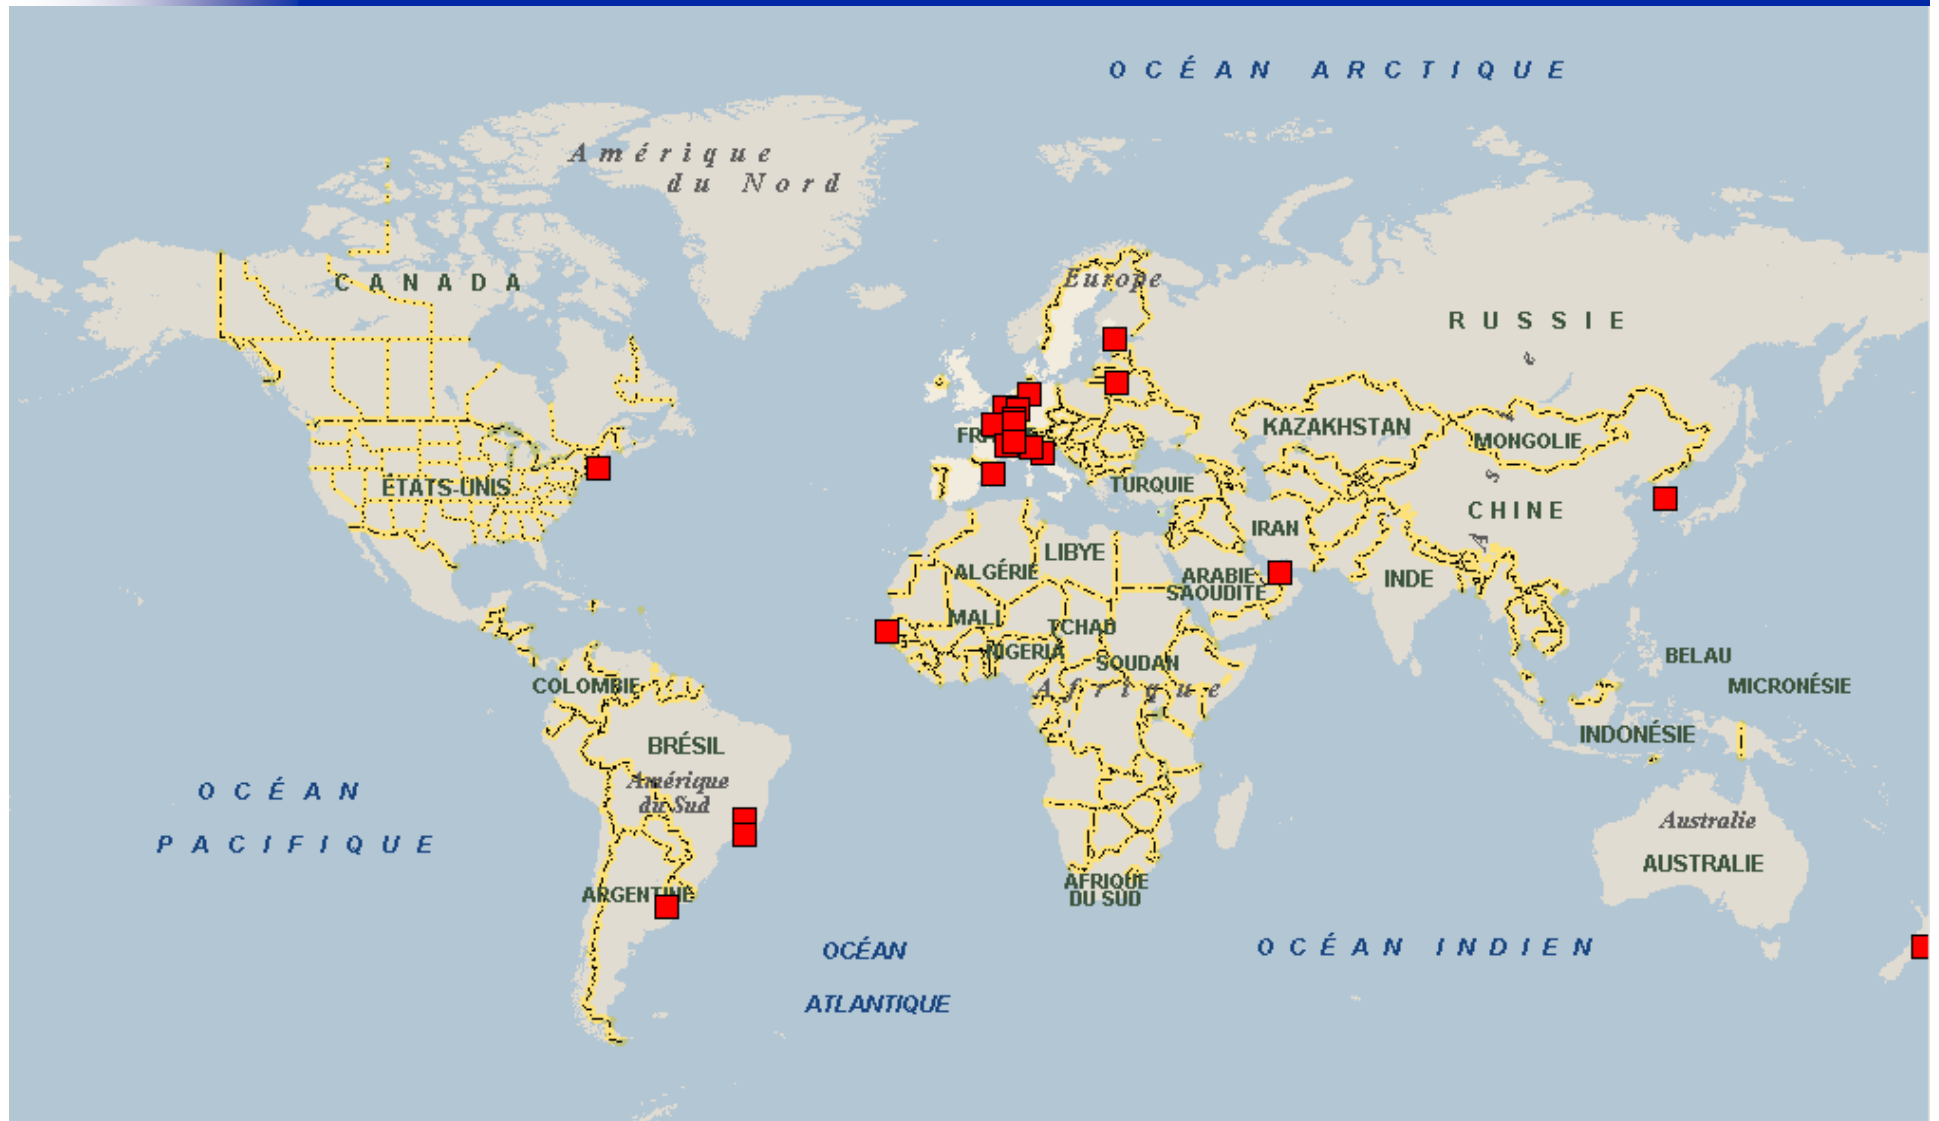 OCÉAN ARCTIQUE
Amérique
du Nord
CANADA
Europe
RUSSIE
KAZAKHSTAN
MONGOLIE
ÉTATS-UNIS
TURQUIE
CHINE
Asie
IRAN
LIBYE
ALGÉRIE
ARABIE
SAOUDITE
INDE
MALI
TCHAD
NIGERIA
SOUDAN
BELAU
COLOMBIE
Afrique
MICRONÉSIE
INDONÉSIE
BRÉSIL
Amérique
du Sud
OCÉAN
PACIFIQUE
Australie
AUSTRALIE
AFRIQUE
DU SUD
ARGENTINE
OCÉAN
ATLANTIQUE
OCÉAN INDIEN